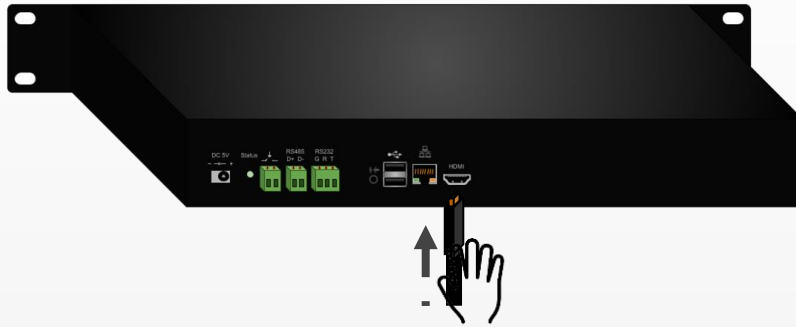 DC 5V
Status
RS485
D+ D-
RS232
G R T
HDMI